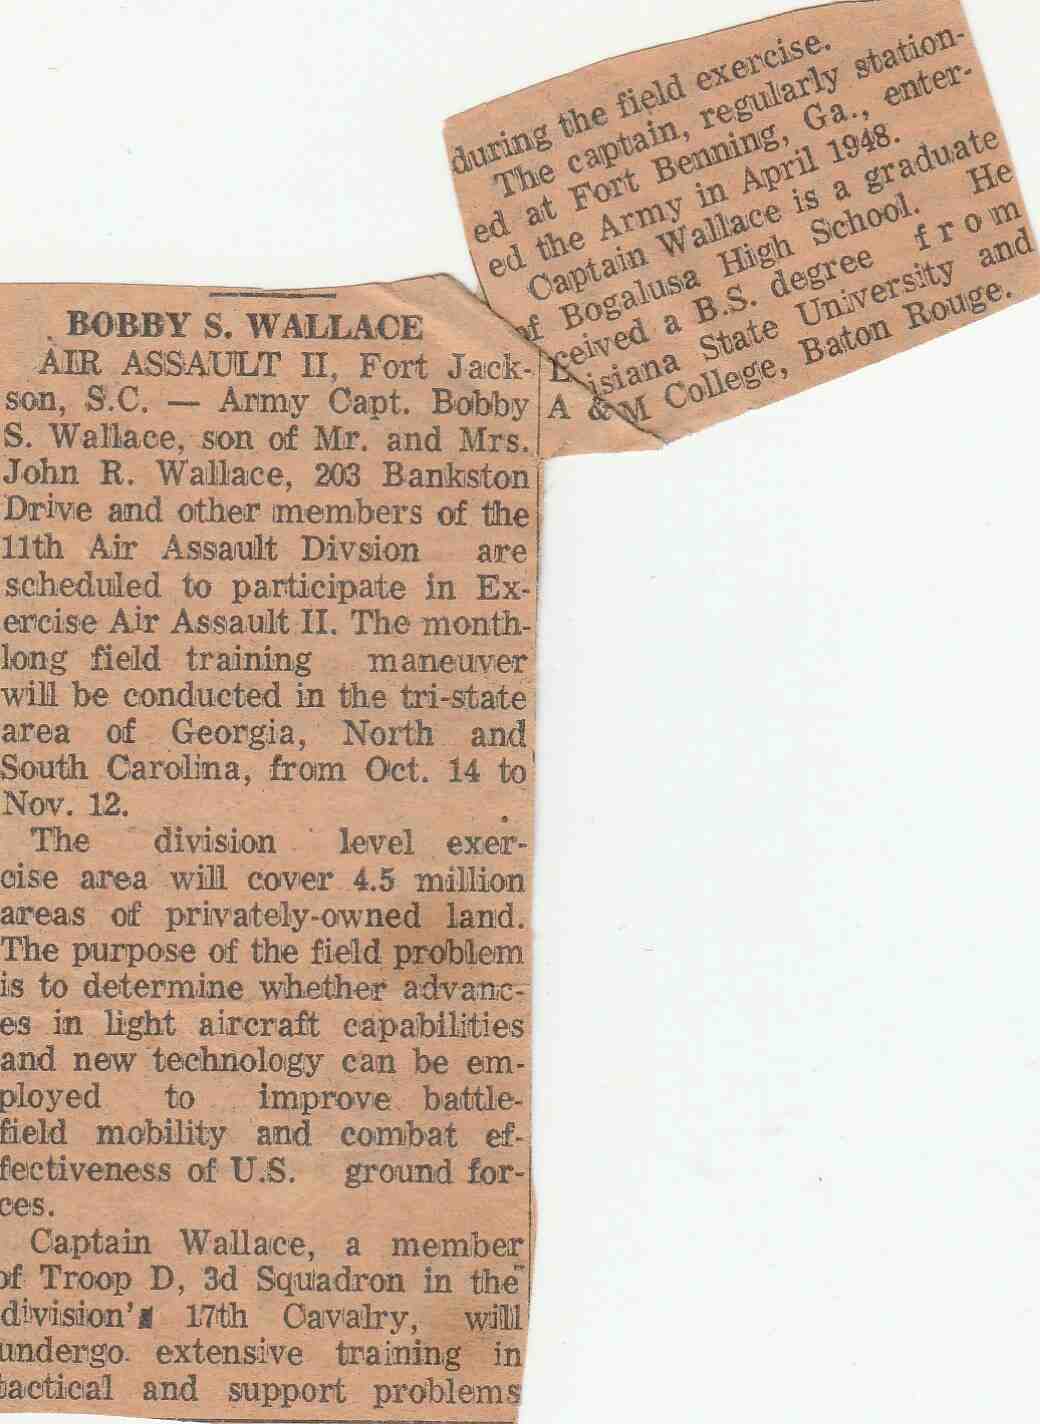 BOBBY S. WALLACE
AIR ASSAULT II, Fort Jack-
son, S.C. — Army Capt. Bobby
S. Wallace, son of Mr. and Mrs.
John R. Wallace, 203 Bankston
Drive and other members of the
11th Air Assault Divsion are
scheduled to participate in Ex-
ercise Air Assault II. The month-
long field training maneuver
will be conducted in the tri-state
area of Georgia, North and
South Carolina, from Oct. 14 to
Nov. 12.
The division level exer-
cise area will cover 4.5 million
areas of privately-owned land.
The purpose of the field problem
is to determine whether advanc-
es in light aircraft capabilities
and new technology can be em-
ployed to improve battle-
field mobility and combat ef-
fectiveness of U.S. ground for-
ces.
Captain Wallace, a member
of Troop D, 3d Squadron in the
division's 17th Cavalry, will
undergo extensive training in
tactical and support problems
during the field exercise.
The captain, regularly station-
ed at Fort Benning, Ga., enter-
ed the Army in April 1948.
Captain Wallace is a graduate
of Bogalusa High School. He
ceived a B.S. degree from
L isiana State University and
A & M College, Baton Rouge.